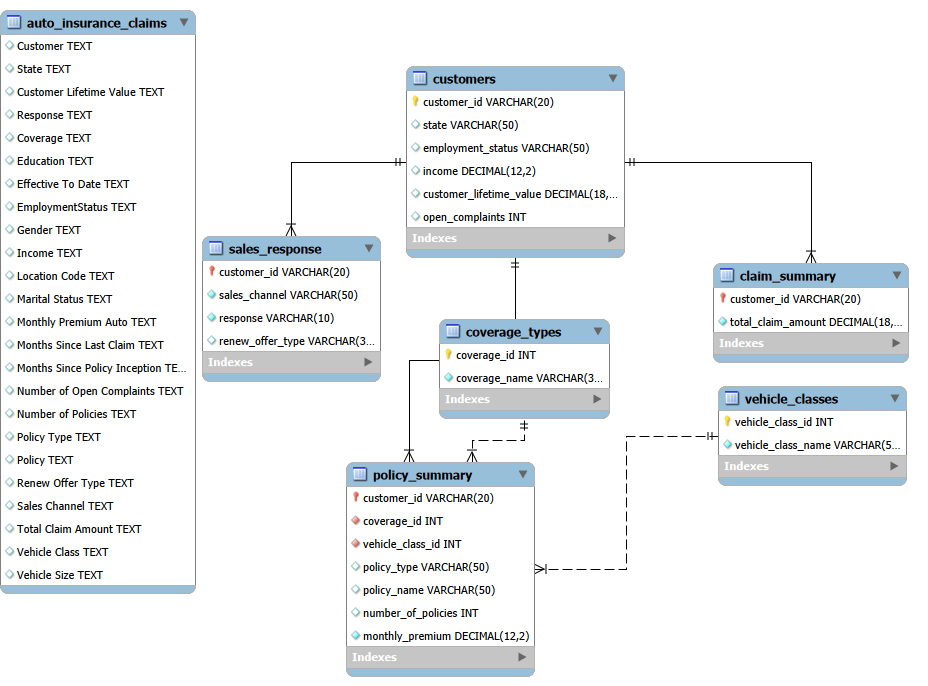 auto_insurance_claims
Customer TEXT
State TEXT
Customer Lifetime Value TEXT
Response TEXT
Coverage TEXT
Education TEXT
Effective To Date TEXT
EmploymentStatus TEXT
Gender TEXT
Income TEXT
Location Code TEXT
Marital Status TEXT
Monthly Premium Auto TEXT
Months Since Last Claim TEXT
Months Since Policy Inception TE...
Number of Open Complaints TEXT
Number of Policies TEXT
Policy Type TEXT
Policy TEXT
Renew Offer Type TEXT
Sales Channel TEXT
Total Claim Amount TEXT
Vehicle Class TEXT
Vehicle Size TEXT
customers
customer_id VARCHAR(20)
state VARCHAR(50)
employment_status VARCHAR(50)
income DECIMAL(12,2)
customer_lifetime_value DECIMAL(18,...
open_complaints INT
Indexes
sales_response
customer_id VARCHAR(20)
sales_channel VARCHAR(50)
response VARCHAR(10)
renew_offer_type VARCHAR(3...
Indexes
claim_summary
customer_id VARCHAR(20)
total_claim_amount DECIMAL(18,...
Indexes
coverage_types
coverage_id INT
coverage_name VARCHAR(3...
Indexes
vehicle_classes
vehicle_class_id INT
vehicle_class_name VARCHAR(5...
Indexes
policy_summary
customer_id VARCHAR(20)
coverage_id INT
vehicle_class_id INT
policy_type VARCHAR(50)
policy_name VARCHAR(50)
number_of_policies INT
monthly_premium DECIMAL(12,2)
Indexes